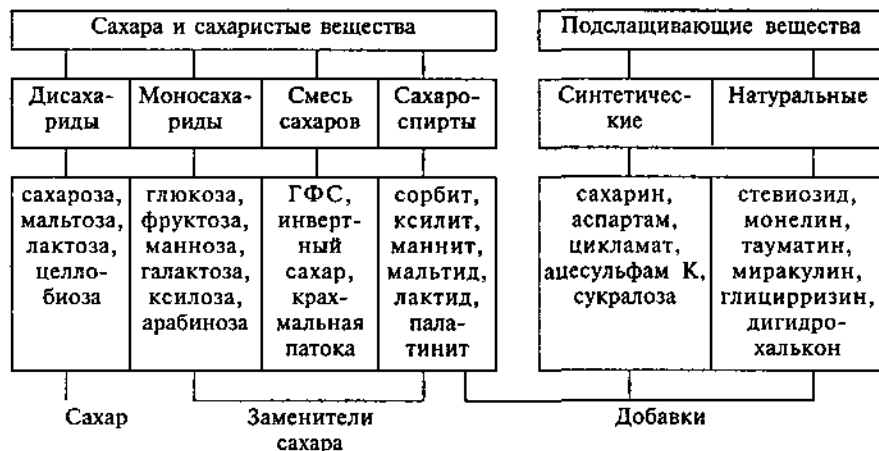 Сахара и сахаристые вещества
Подслащивающие вещества
Дисаха-
риды
Моносаха-
риды
Смесь
сахаров
Сахаро-
спирты
Синтетичес-
кие
Натуральные
сахароза,
мальтоза,
лактоза,
целло-
биоза
глюкоза,
фруктоза,
манноза,
галактоза,
ксилоза,
арабиноза
ГФС,
инверт-
ный
сахар,
крах-
мальная
патока
сорбит,
ксилит,
маннит,
мальтид,
лактид,
пала-
тинит
сахарин,
аспартам,
цикламат,
ацесульфам К,
сукралоза
стевиозид,
монелин,
тауматин,
миракулин,
глицирризин,
дигидро-
халькон
Сахар
Заменители
сахара
Добавки